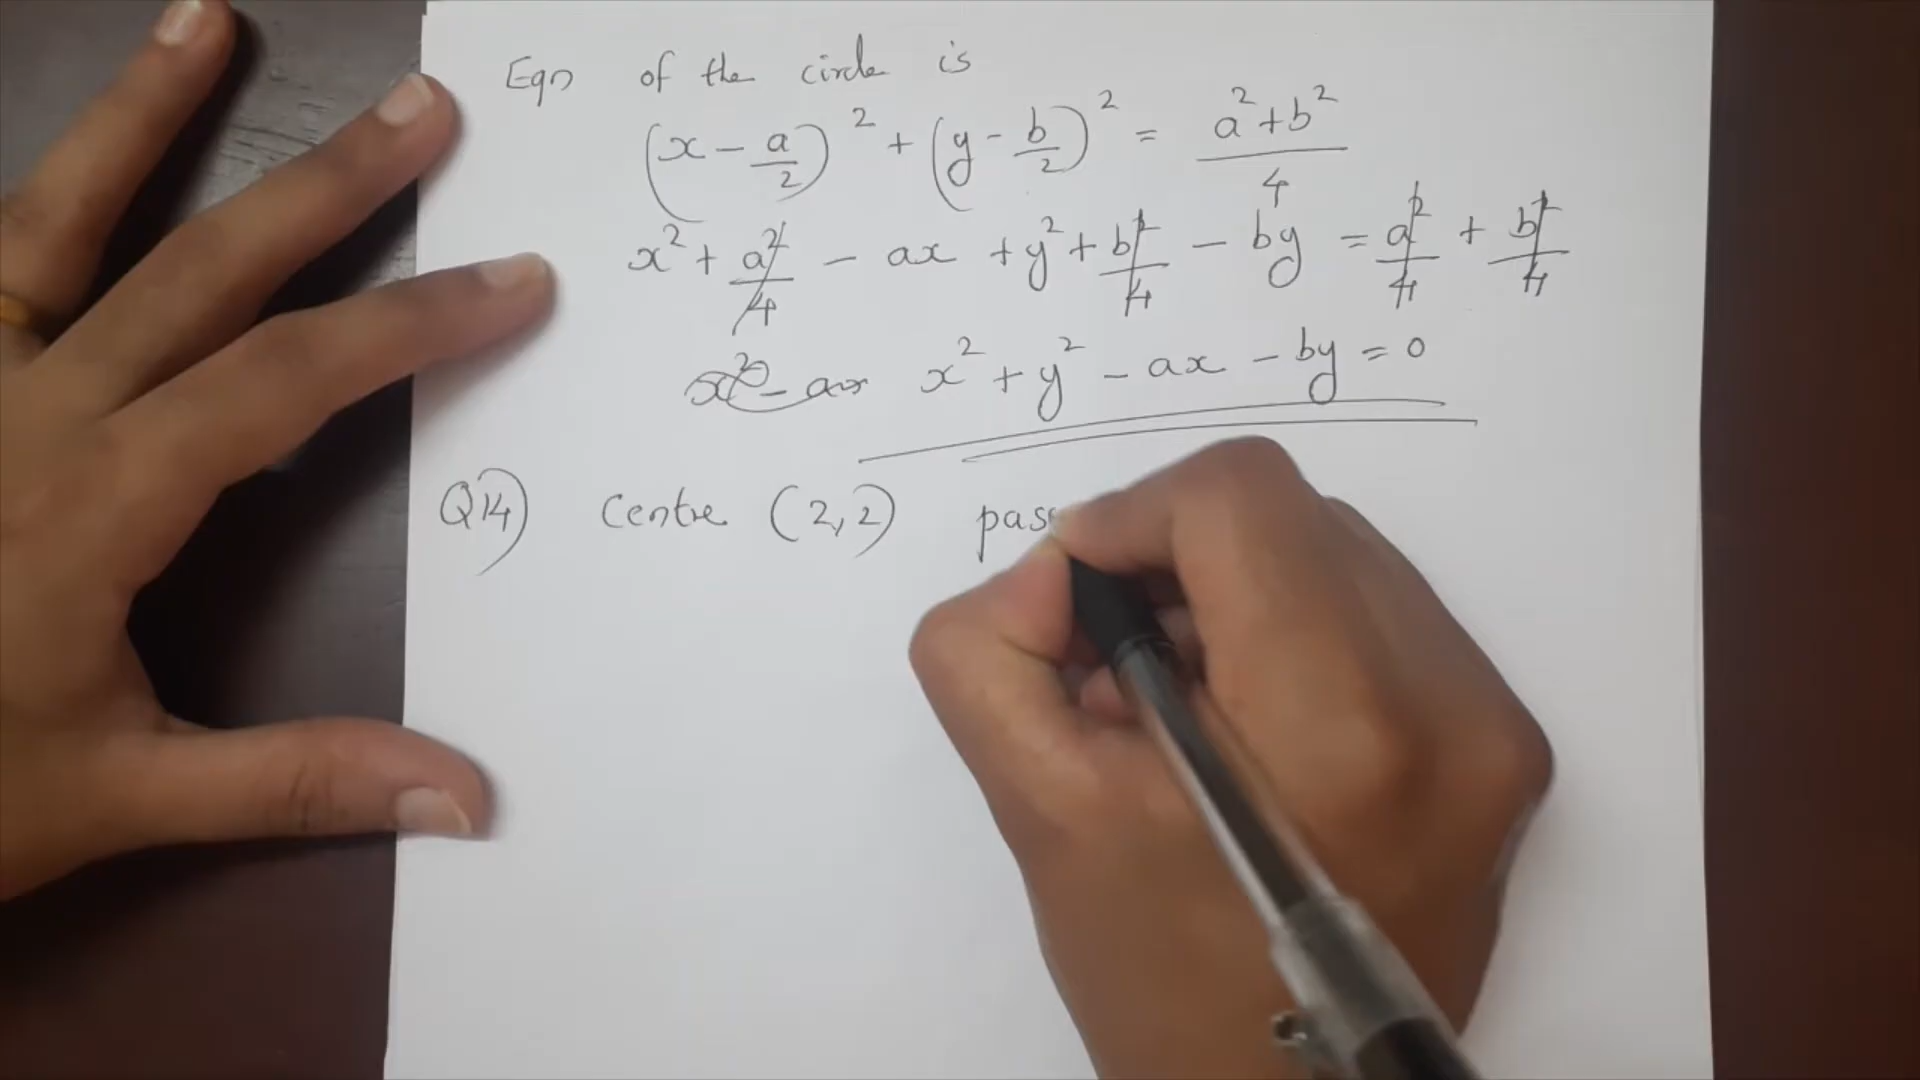 Eqn of the circle is
(x - a/2)² + (y - b/2)² = a²+b²/4
x² + a²/4 - ax + y² + b²/4 - by = a²/4 + b²/4
x² + y² - ax - by = 0
Q14) Centre (2,2) pass